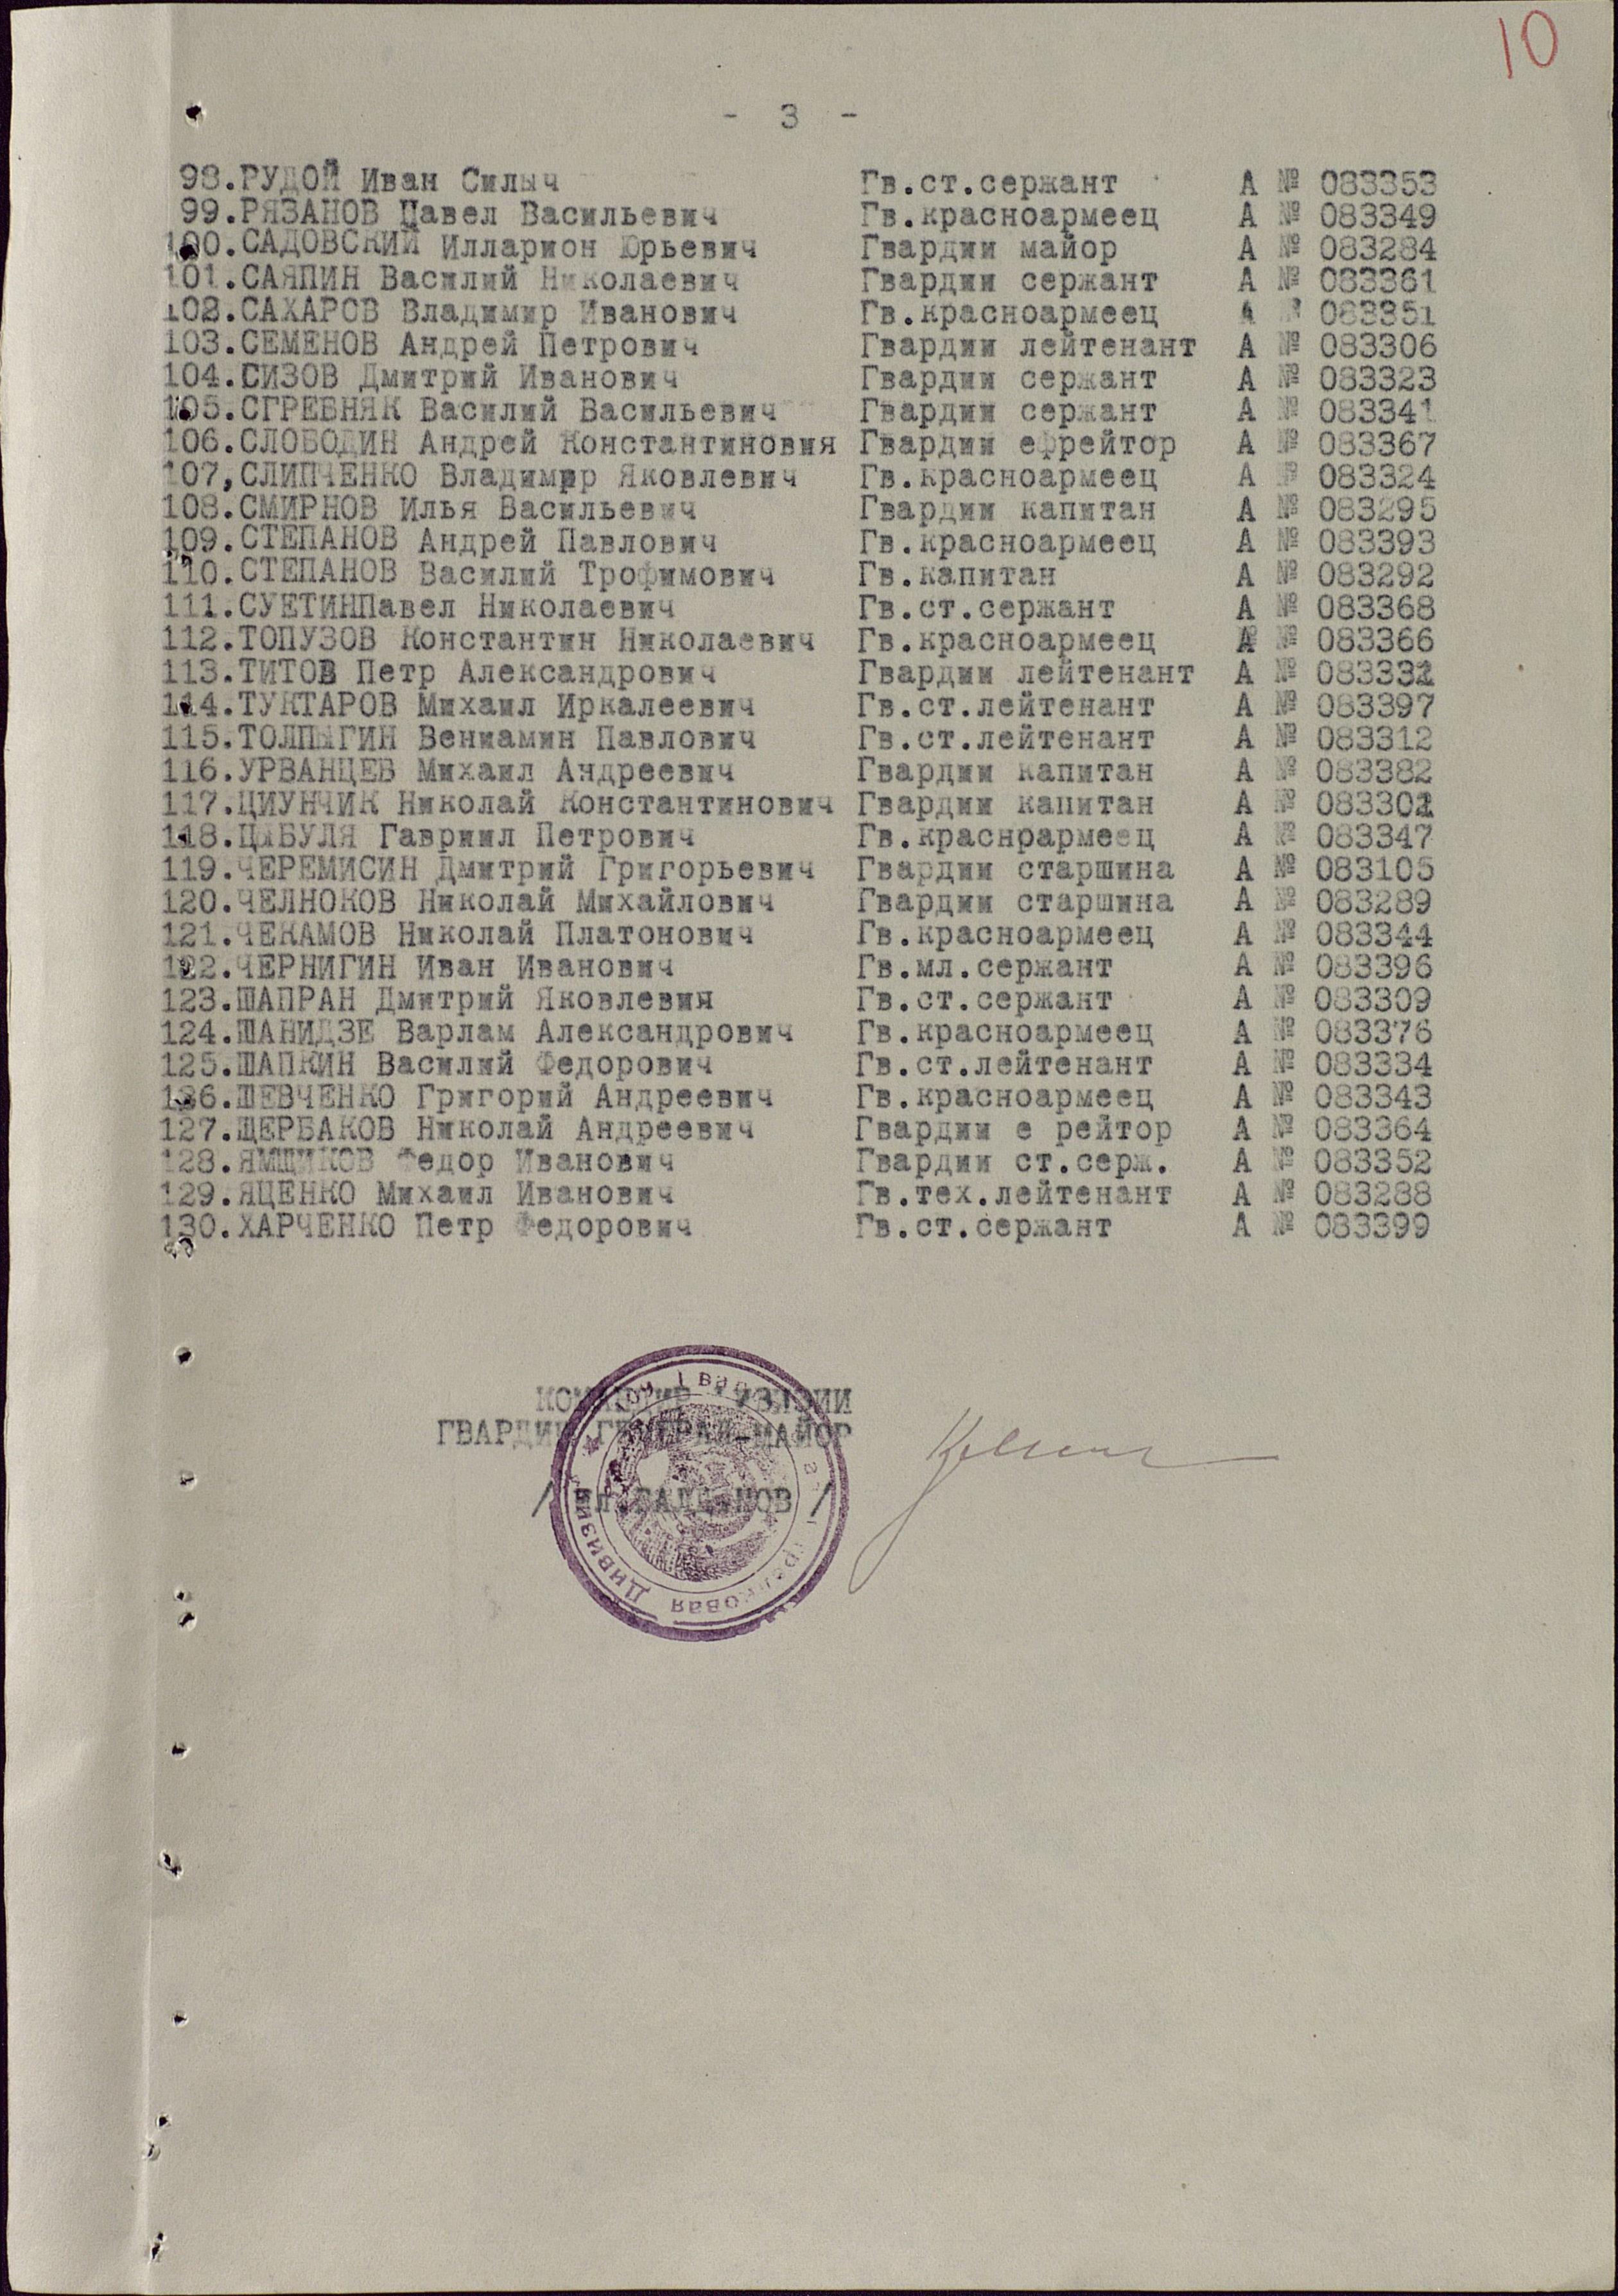 10
- 3 -
98.РУДОЙ Иван Силыч Гв.ст.сержант А № 083353
99.РЯЗАНОВ Павел Васильевич Гв.красноармеец А № 083349
100.САДОВСКИЙ Илларион Юрьевич Гвардии майор А № 083284
101.САЯПИН Василий Николаевич Гвардии сержант А № 083361
102.САХАРОВ Владимир Иванович Гв.красноармеец А № 083351
103.СЕМЕНОВ Андрей Петрович Гвардии лейтенант А № 083306
104.СИЗОВ Дмитрий Иванович Гвардии сержант А № 083323
105.СГРЕБНЯК Василий Васильевич Гвардии сержант А № 083341
106.СЛОБОДИН Андрей Константиновия Гвардии ефрейтор А № 083367
107,СЛИПЧЕНКО Владимир Яковлевич Гв.красноармеец А № 083324
108.СМИРНОВ Илья Васильевич Гвардии капитан А № 083295
109.СТЕПАНОВ Андрей Павлович Гв.красноармеец А № 083393
110.СТЕПАНОВ Василий Трофимович Гв.капитан А № 083292
111.СУЕТИНПавел Николаевич Гв.ст.сержант А № 083368
112.ТОПУЗОВ Константин Николаевич Гв.красноармеец А № 083366
113.ТИТОВ Петр Александрович Гвардии лейтенант А №
114.ТУКТАРОВ Михаил Иркалеевич Гв.ст.лейтенант А № 083397
115.ТОЛПЫГИН Вениамин Павлович Гв.ст.лейтенант А № 083312
116.УРВАНЦЕВ Михаил Андреевич Гвардии капитан А № 083382
117.ЦИУНЧИК Николай Константинович Гвардии капитан А №
118.ЦЫБУЛЯ Гавриил Петрович Гв.красноармеец А № 083347
119.ЧЕРЕМИСИН Дмитрий Григорьевич Гвардии старшина А № 083105
120.ЧЕЛНОКОВ Николай Михайлович Гвардии старшина А № 083289
121.ЧЕКАМОВ Николай Платонович Гв.красноармеец А № 083344
122.ЧЕРНИГИН Иван Иванович Гв.мл.сержант А № 083396
123.ШАПРАН Дмитрий Яковлевия Гв.ст.сержант А № 083309
124.ШАНИДЗЕ Варлам Александрович Гв.красноармеец А № 083376
125.ШАПКИН Василий Федорович Гв.ст.лейтенант А № 083334
126.ШЕВЧЕНКО Григорий Андреевич Гв.красноармеец А № 083343
127.ЩЕРБАКОВ Николай Андреевич Гвардии е рейтор А № 083364
128.ЯМЩИКОВ Федор Иванович Гвардии ст.серж. А № 083352
129.ЯЦЕНКО Михаил Иванович Гв.тех.лейтенант А № 083288
130.ХАРЧЕНКО Петр Федорович Гв.ст.сержант А № 083399
КОМАНДИР ДИВИЗИИ
ГВАРДИИ ГЕНЕРАЛ-МАЙОР
Дивизия